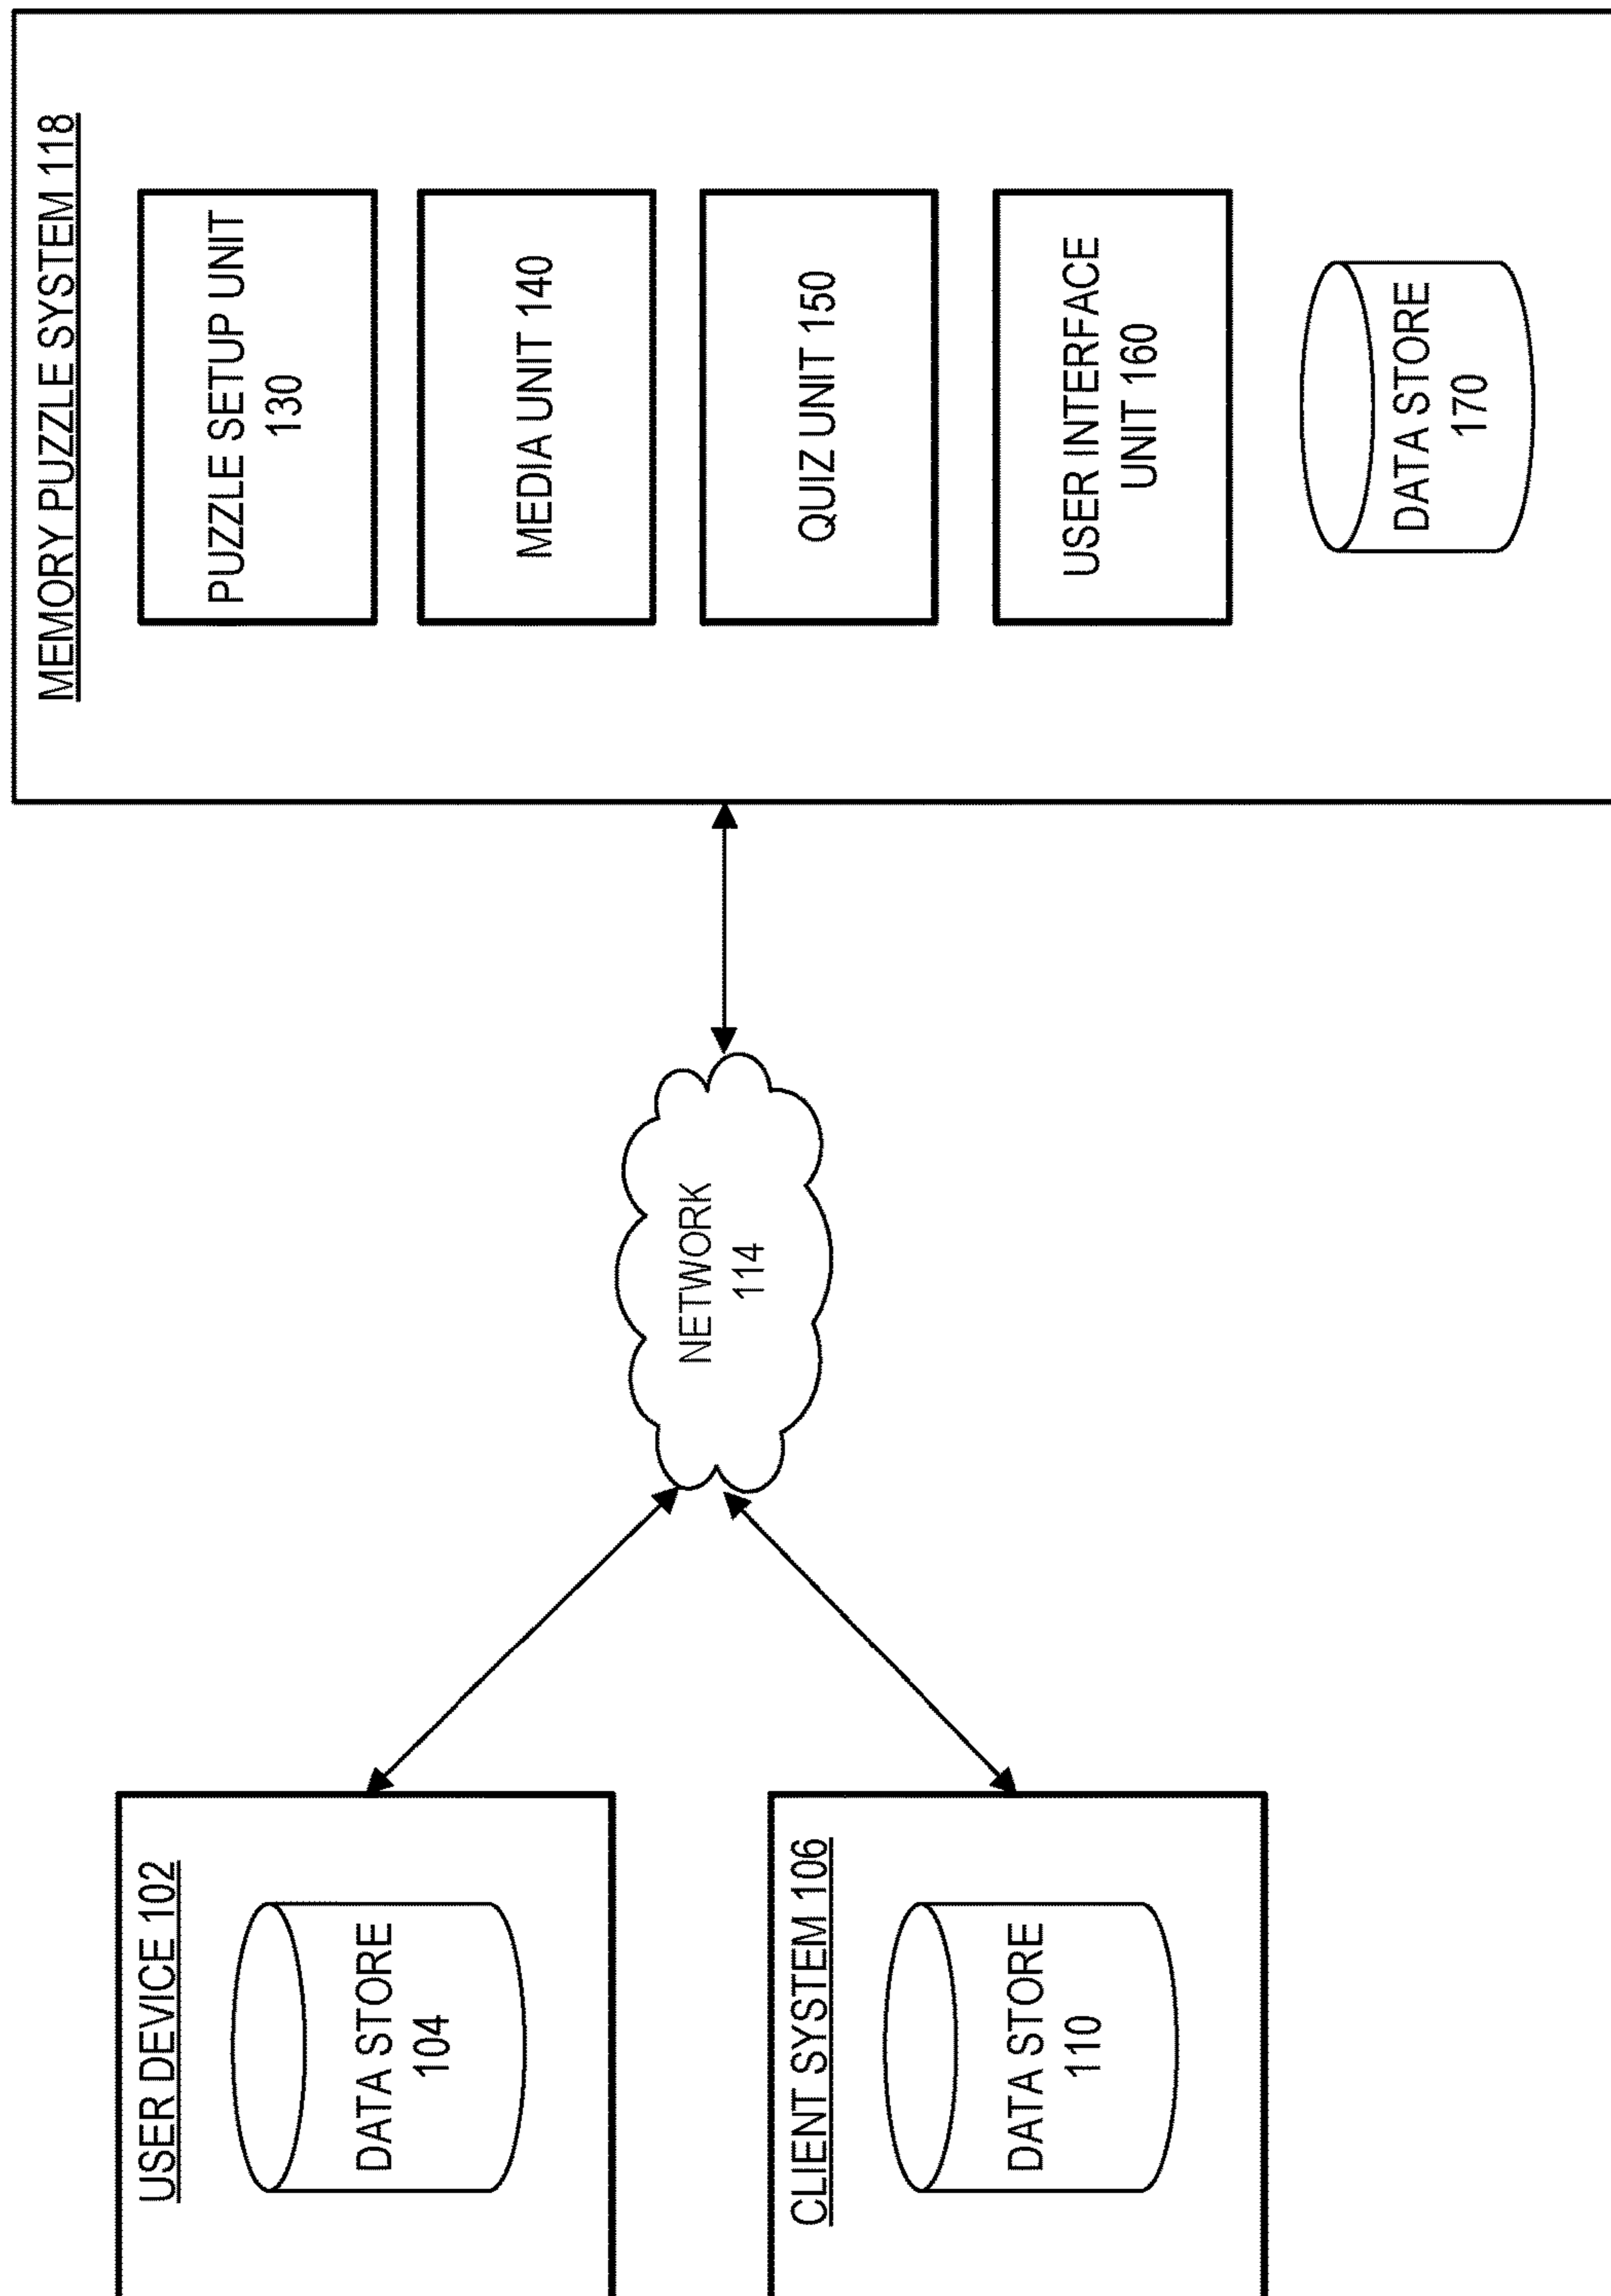 USER DEVICE 102
DATA STORE
104
CLIENT SYSTEM 106
DATA STORE
110
NETWORK
114
MEMORY PUZZLE SYSTEM 118
PUZZLE SETUP UNIT
130
MEDIA UNIT 140
QUIZ UNIT 150
USER INTERFACE
UNIT 160
DATA STORE
170